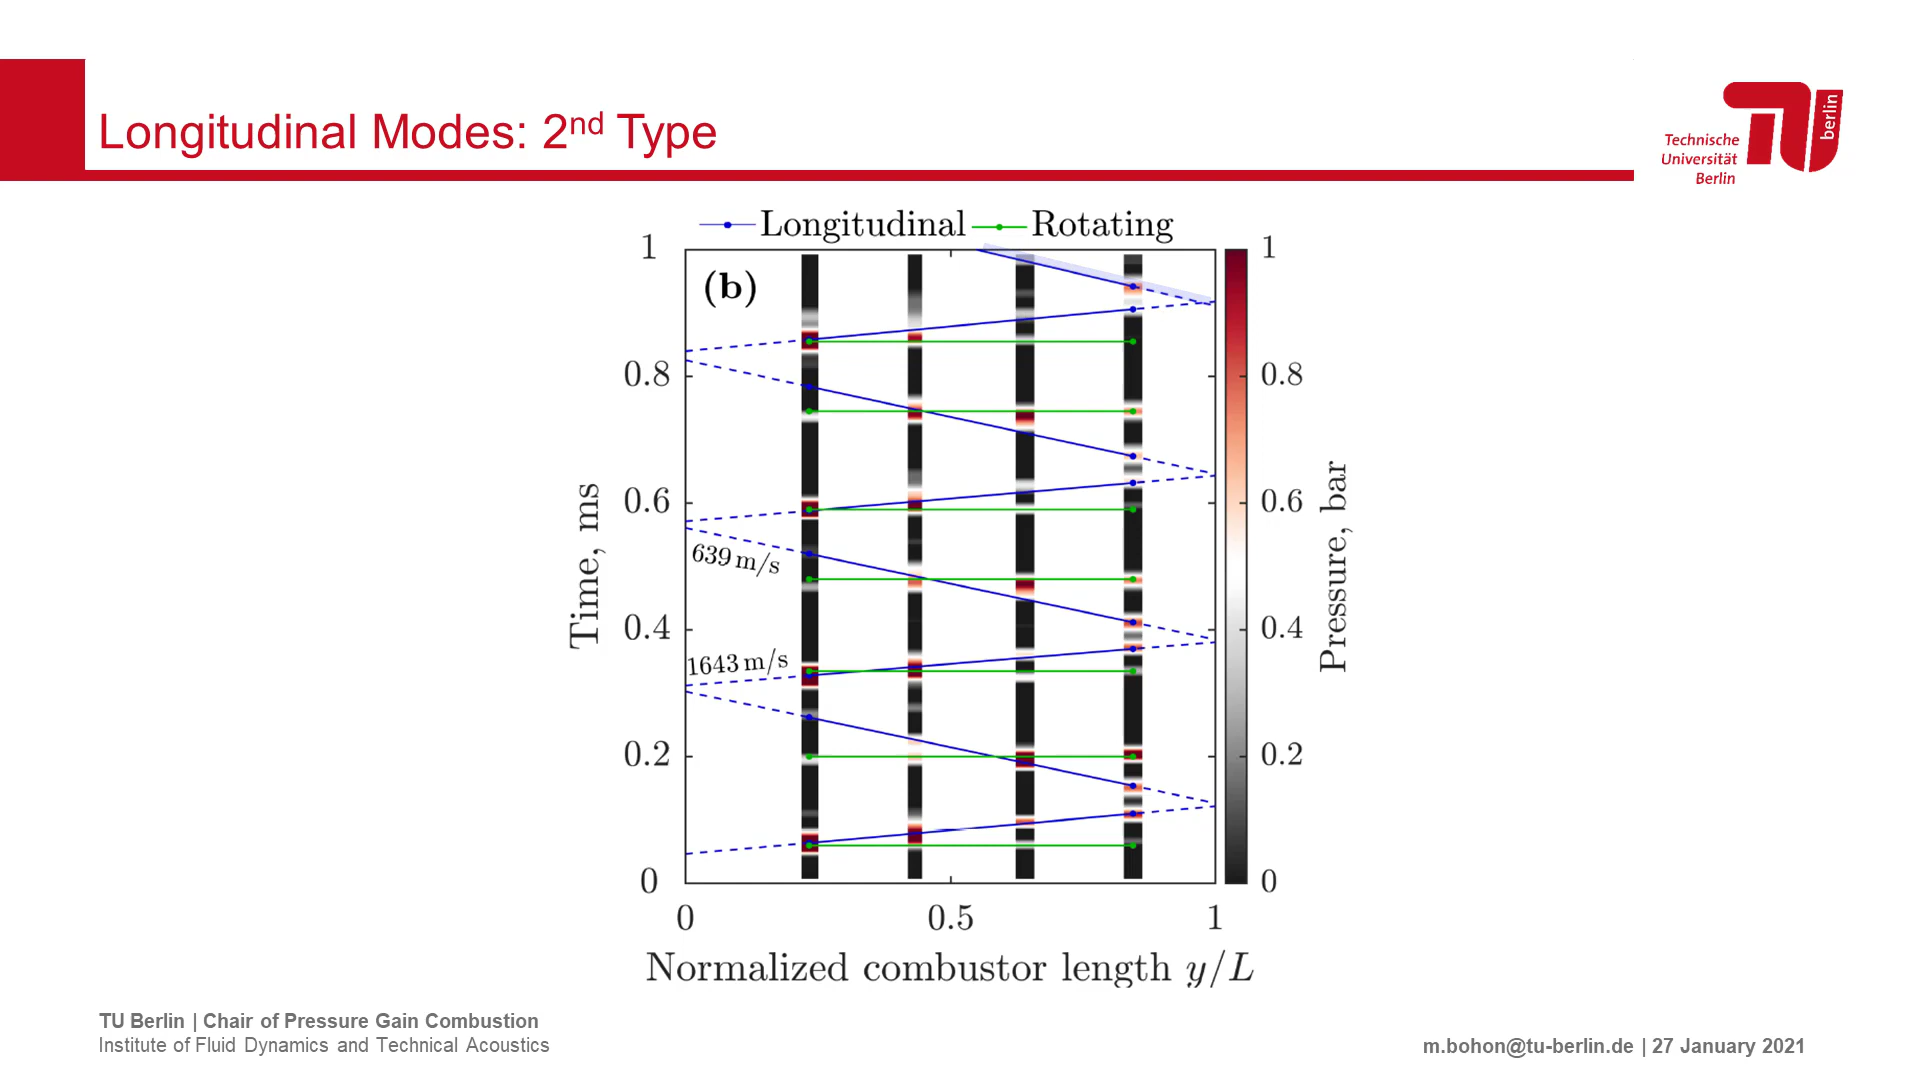 Longitudinal Modes: 2nd Type
Technische
Universität
Berlin
berlin
Longitudinal Rotating
(b)
1
0.8
0.6
0.4
0.2
0
639 m/s
1643 m/s
Time, ms
0 0.5 1
Normalized combustor length y/L
1
0.8
0.6
0.4
0.2
0
Pressure, bar
TU Berlin | Chair of Pressure Gain Combustion
Institute of Fluid Dynamics and Technical Acoustics
m.bohon@tu-berlin.de | 27 January 2021